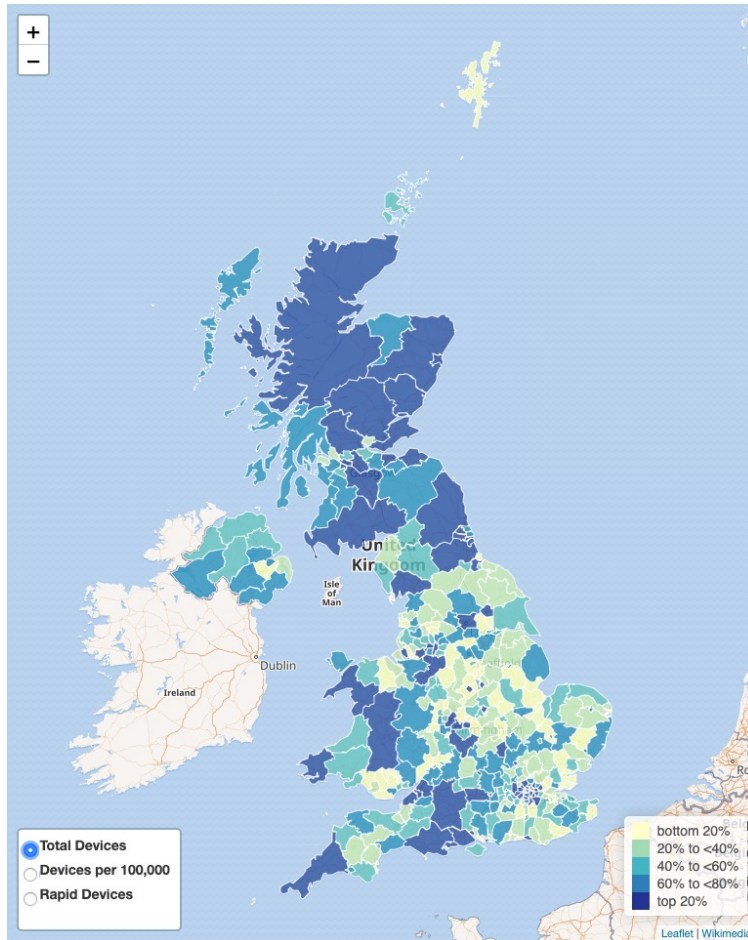 +
−
United
Kingdom
Isle
of
Man
Dublin
Ireland
Total Devices
Devices per 100,000
Rapid Devices
bottom 20%
20% to <40%
40% to <60%
60% to <80%
top 20%
Leaflet | Wikimedia